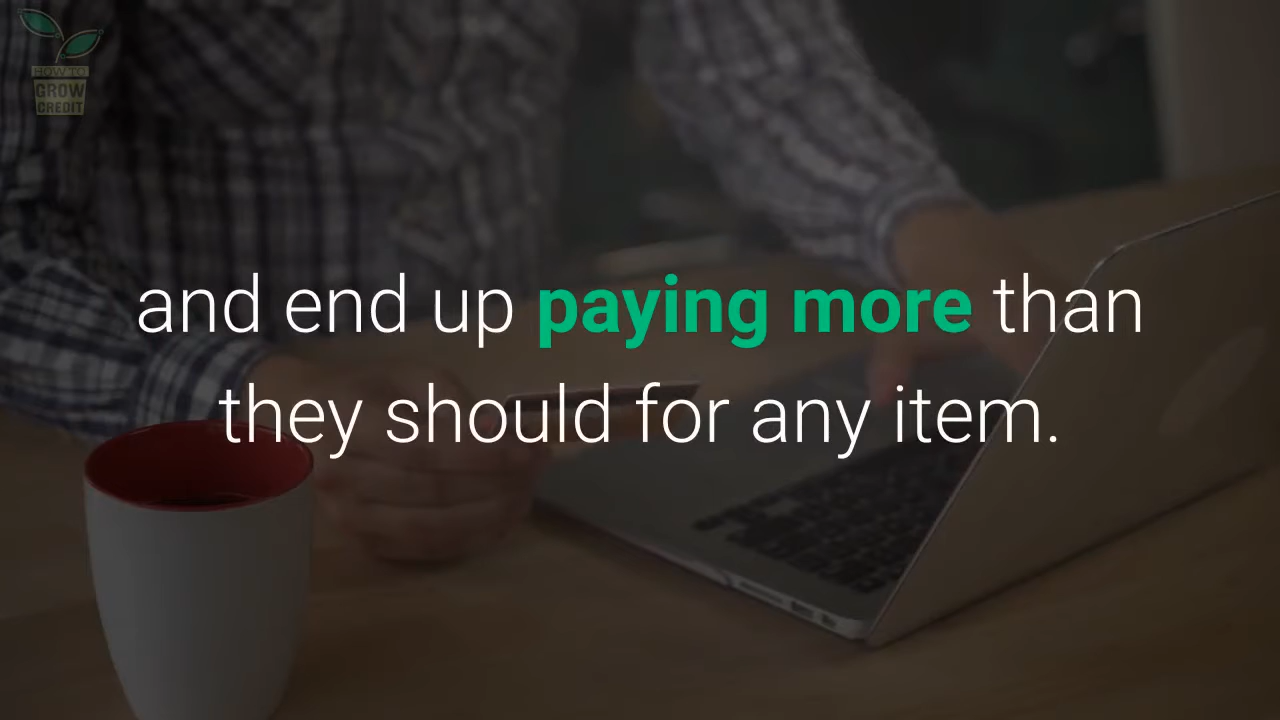 HOW TO
GROW
CREDIT
and end up paying more than
they should for any item.